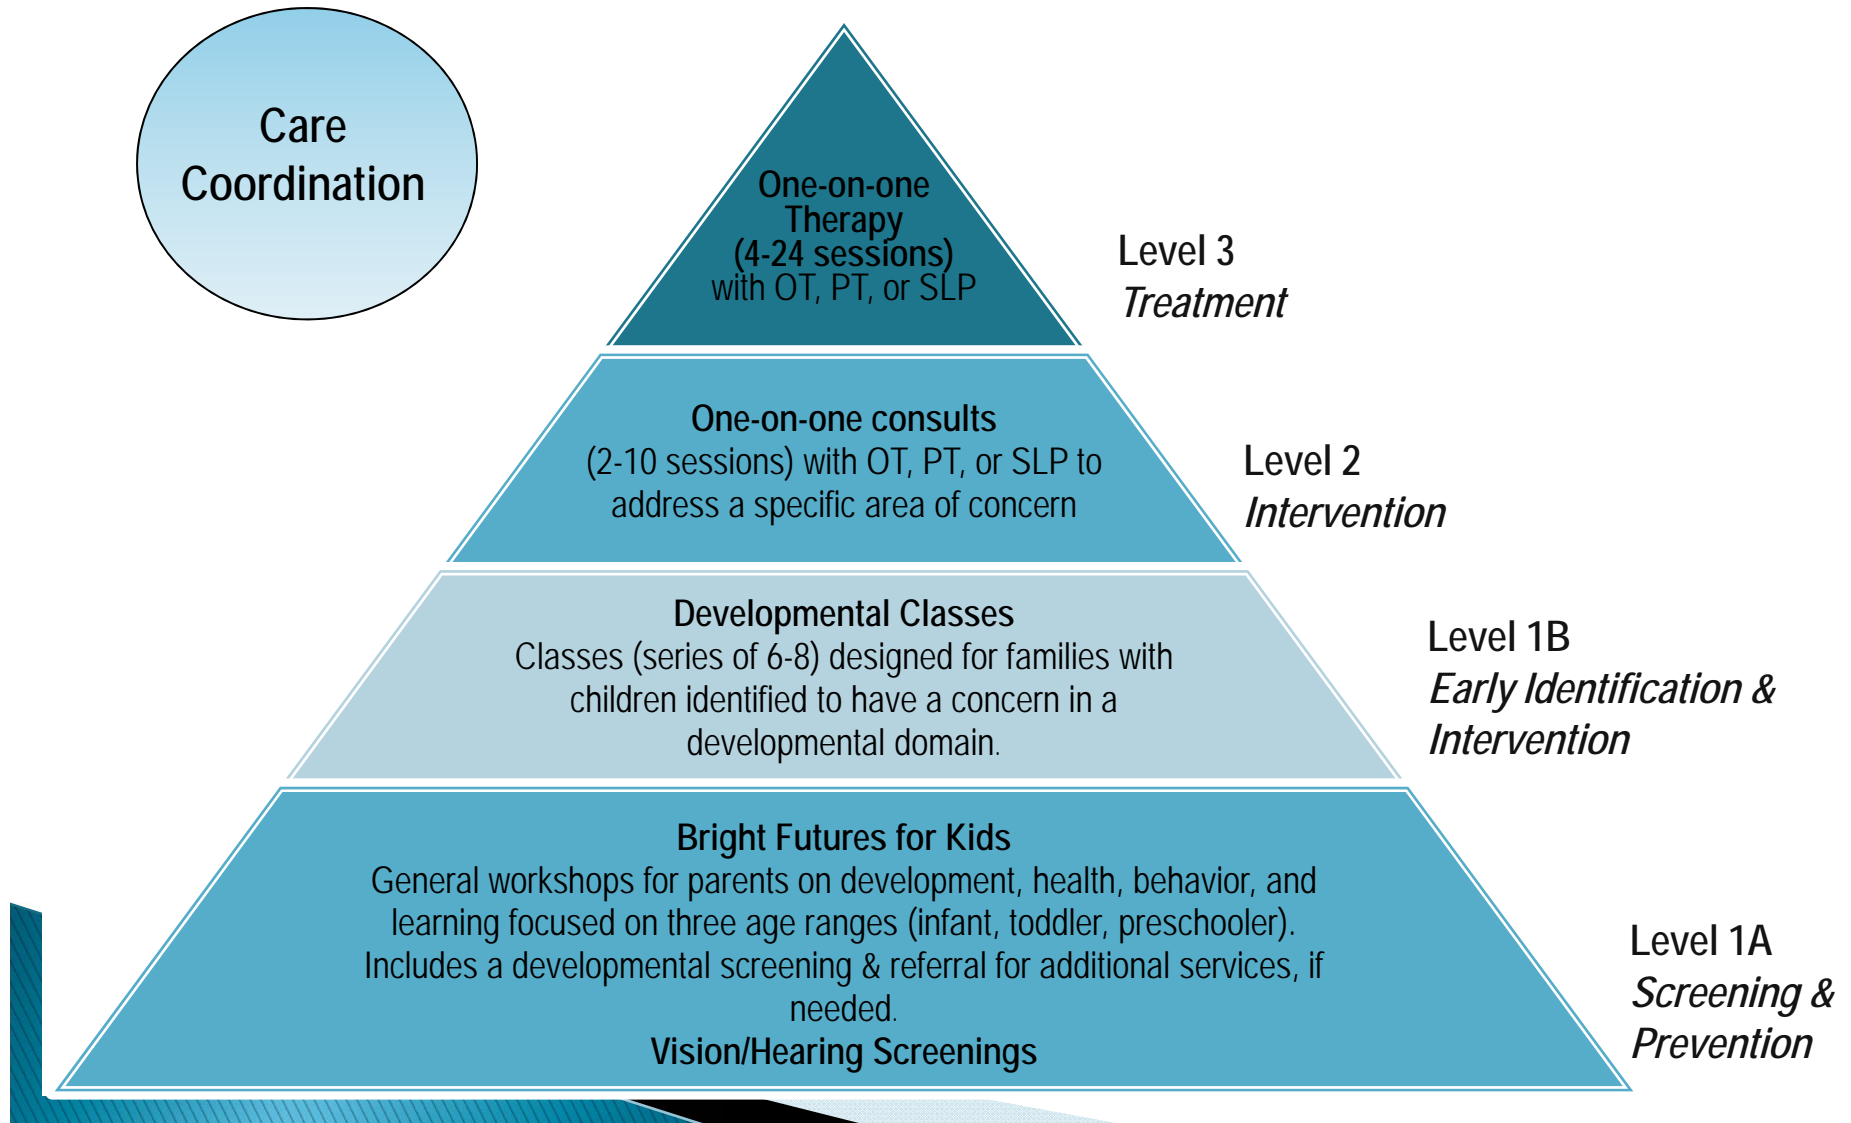 Care
Coordination
One-on-one
Therapy
(4-24 sessions)
with OT, PT, or SLP
Level 3
Treatment
One-on-one consults
(2-10 sessions) with OT, PT, or SLP to
address a specific area of concern
Level 2
Intervention
Developmental Classes
Classes (series of 6-8) designed for families with
children identified to have a concern in a
developmental domain.
Level 1B
Early Identification &
Intervention
Bright Futures for Kids
General workshops for parents on development, health, behavior, and
learning focused on three age ranges (infant, toddler, preschooler).
Includes a developmental screening & referral for additional services, if
needed.
Vision/Hearing Screenings
Level 1A
Screening &
Prevention